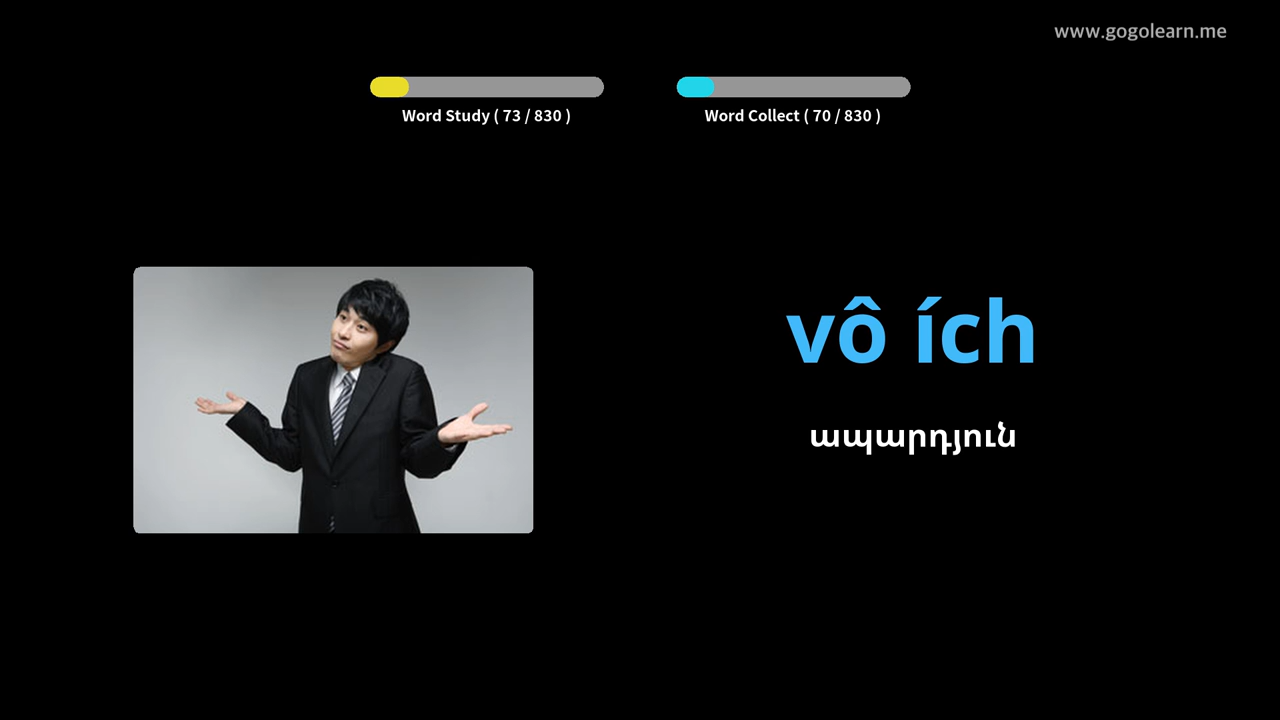 www.gogolearn.me
Word Study ( 73 / 830 )
Word Collect ( 70 / 830 )
vô ích
ապարդյուն